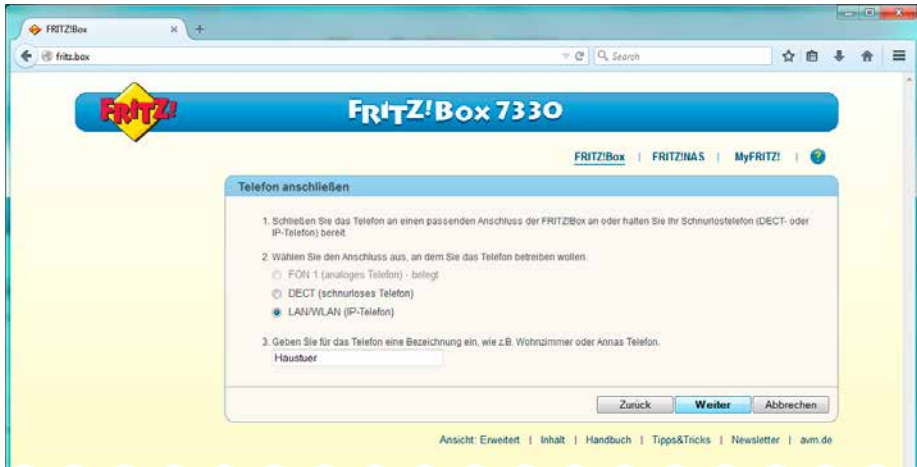 FRITZ!Box
fritz.box
Search
FRITZ!
FRITZ!Box 7330
FRITZ!Box | FRITZ!NAS | MyFRITZ! | ?
Telefon anschließen
1. Schließen Sie das Telefon an einen passenden Anschluss der FRITZ!Box an oder halten Sie Ihr Schnurlostelefon (DECT- oder
IP-Telefon) bereit.
2. Wählen Sie den Anschluss aus, an dem Sie das Telefon betreiben wollen.
FON 1 (analoges Telefon) - belegt
DECT (schnurloses Telefon)
LAN/WLAN (IP-Telefon)
3. Geben Sie für das Telefon eine Bezeichnung ein, wie z.B. Wohnzimmer oder Annas Telefon.
Haustuer
Zurück Weiter Abbrechen
Ansicht: Erweitert | Inhalt | Handbuch | Tipps&Tricks | Newsletter | avm.de